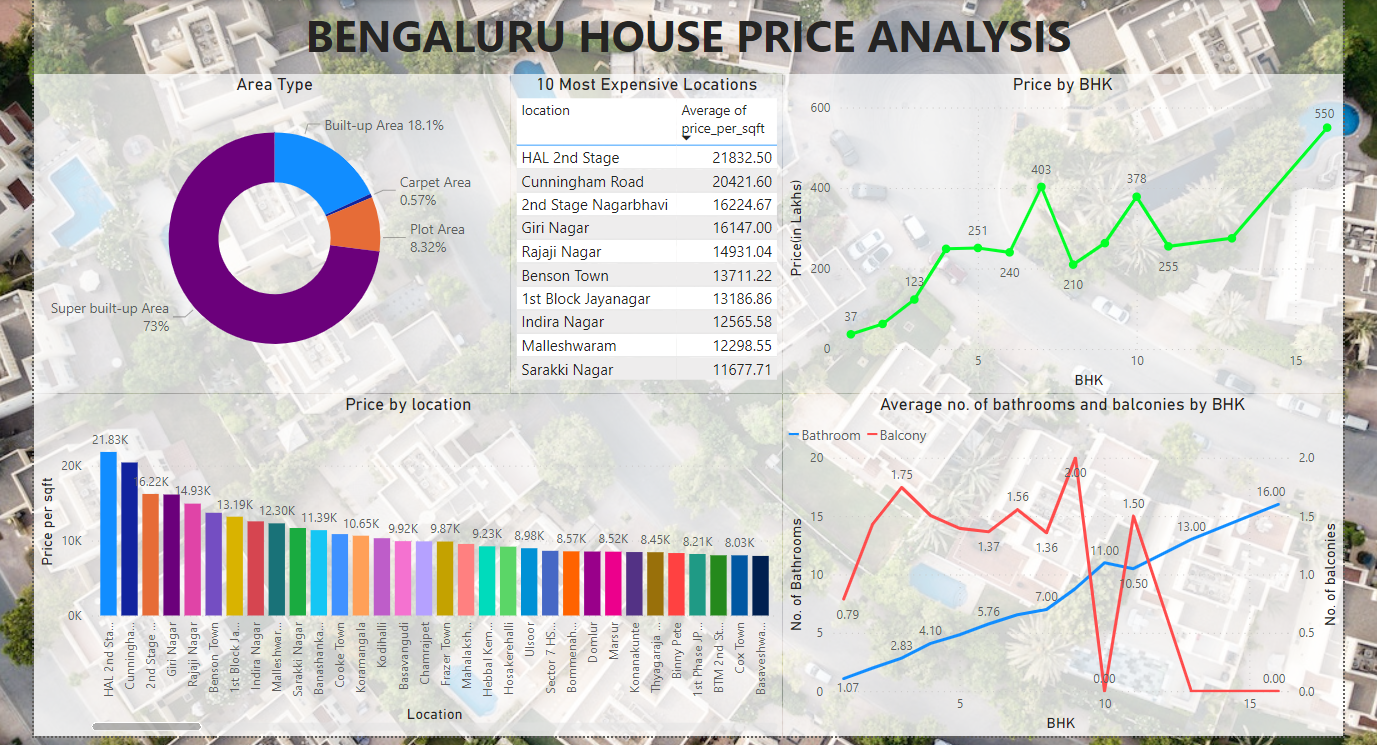 BENGALURU HOUSE PRICE ANALYSIS
Area Type
Built-up Area 18.1%
Carpet Area
0.57%
Plot Area
8.32%
Super built-up Area
73%
10 Most Expensive Locations
location Average of
price_per_sqft
HAL 2nd Stage 21832.50
Cunningham Road 20421.60
2nd Stage Nagarbhavi 16224.67
Giri Nagar 16147.00
Rajaji Nagar 14931.04
Benson Town 13711.22
1st Block Jayanagar 13186.86
Indira Nagar 12565.58
Malleshwaram 12298.55
Sarakki Nagar 11677.71
Price by BHK
Price(in Lakhs)
600
400
200
0
37
123
251
240
403
210
378
255
550
5 10 15
BHK
Price by location
Price per sqft
20K
10K
0K
21.83K
16.22K
14.93K
13.19K
12.30K
11.39K
10.65K
9.92K
9.87K
9.23K
8.98K
8.57K
8.52K
8.45K
8.21K
8.03K
HAL 2nd Sta...
Cunningha...
2nd Stage ...
Giri Nagar
Rajaji Nagar
Benson Town
1st Block Ja...
Indira Nagar
Malleshwar...
Sarakki Nagar
Banashanka...
Cooke Town
Koramangala
Kodihalli
Basavangudi
Chamrajpet
Frazer Town
Mahalaksh...
Hebbal Kem...
Hosakerehalli
Ulsoor
Sector 7 HS...
Bommenah...
Domlur
Marsur
Konanakunte
Thyagaraja ...
Binny Pete
1st Phase JP...
BTM 2nd St...
Cox Town
Basaveshwa...
Location
Average no. of bathrooms and balconies by BHK
Bathroom Balcony
No. of Bathrooms
20
15
10
5
0
0.79
1.75
1.37
1.56
1.36
2.00
0.00
1.50
0.00
1.07
2.83
4.10
5.76
7.00
11.00
10.50
13.00
16.00
2.0
1.5
1.0
0.5
0.0
No. of balconies
5 10 15
BHK